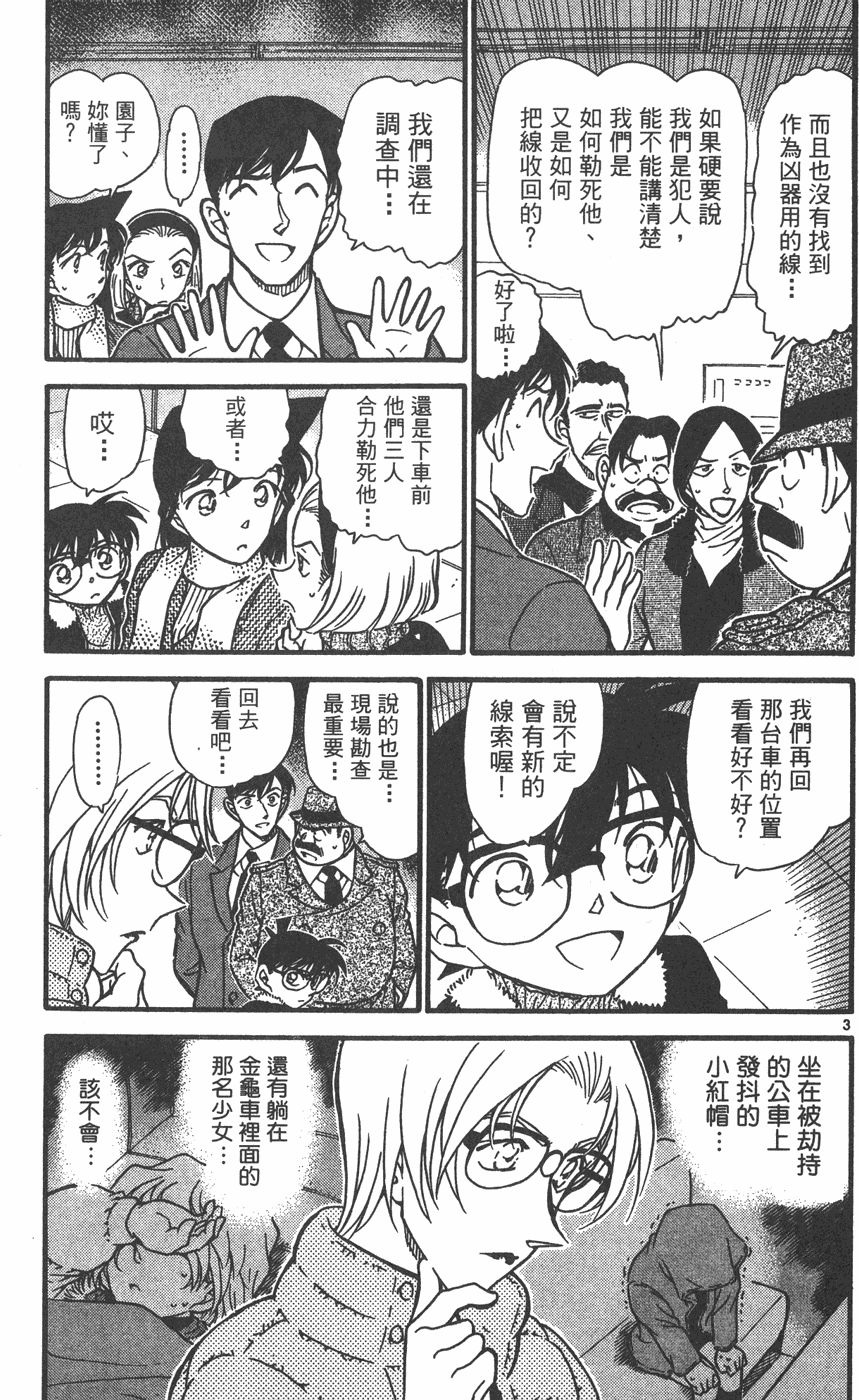 而且也沒有找到
作為凶器用的線…
如果硬要說
我們是犯人，
能不能講清楚
我們是
如何勒死他、
又是如何
把線收回的？
好了啦…
我們還在
調查中…
……
園子、
妳懂了
嗎？
還是下車前
他們三人
合力勒死他…
或者…
哎…
我們再回
那台車的位置
看看好不好？
說不定
會有新的
線索喔！
說的也是…
現場勘查
最重要…
回去
看看吧…
………
3
坐在被劫持
的公車上
發抖的
小紅帽…
還有躺在
金龜車裡面的
那名少女…
該不會…